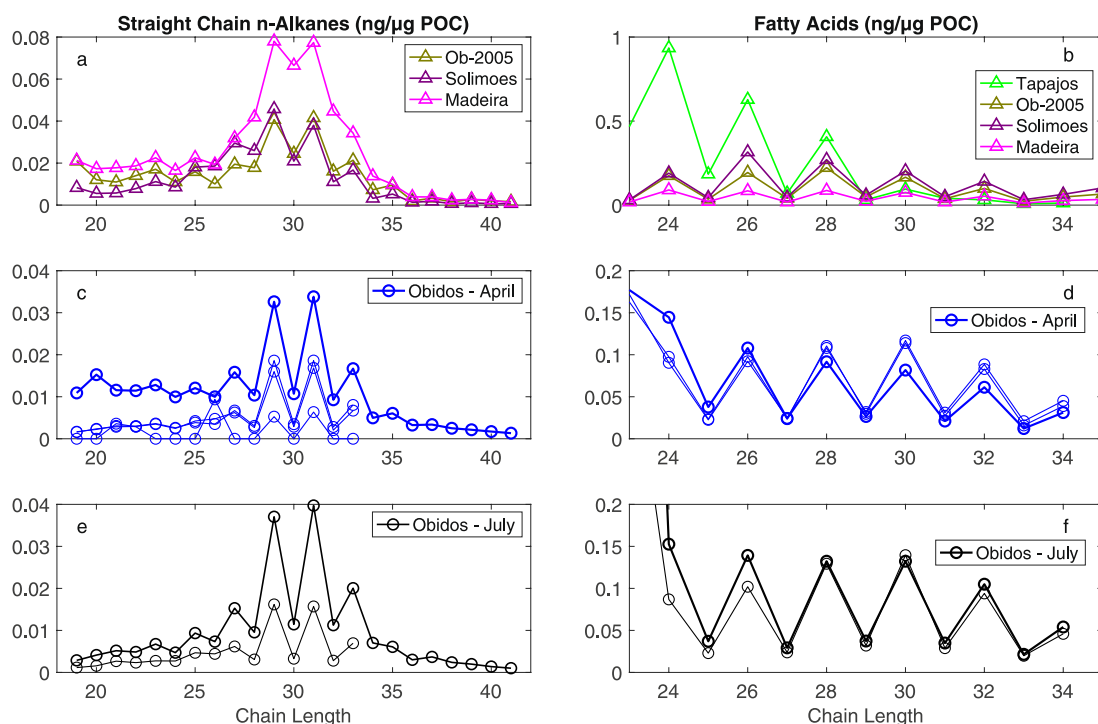 Straight Chain n-Alkanes (ng/µg POC)
Fatty Acids (ng/µg POC)
0.08
0.06
0.04
0.02
0
a
Ob-2005
Solimoes
Madeira
20 25 30 35 40
1
0.5
0
b
Tapajos
Ob-2005
Solimoes
Madeira
24 26 28 30 32 34
0.04
0.03
0.02
0.01
0
c
Obidos - April
20 25 30 35 40
0.2
0.15
0.1
0.05
0
d
Obidos - April
24 26 28 30 32 34
0.04
0.03
0.02
0.01
0
e
Obidos - July
20 25 30 35 40
Chain Length
0.2
0.15
0.1
0.05
0
f
Obidos - July
24 26 28 30 32 34
Chain Length